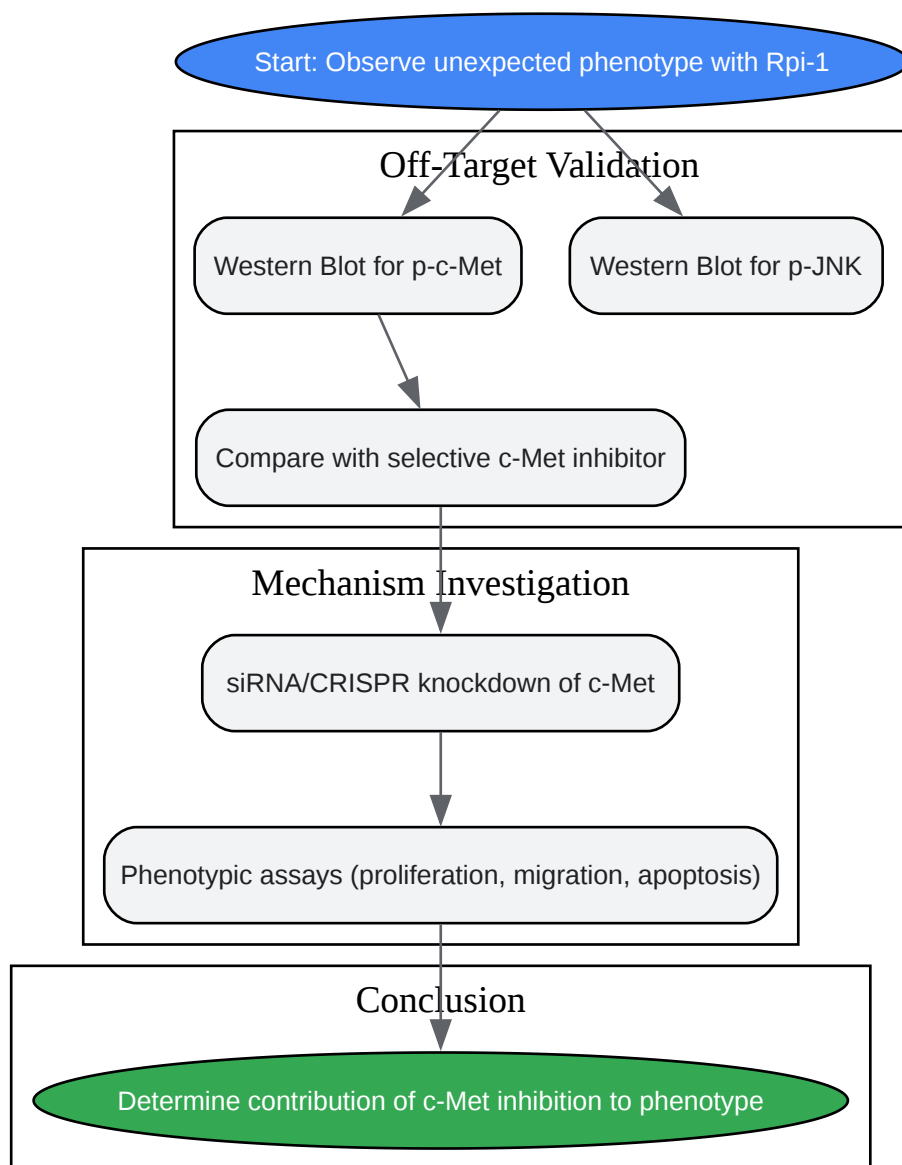 Start: Observe unexpected phenotype with Rpi-1
Off-Target Validation
Western Blot for p-c-Met
Western Blot for p-JNK
Compare with selective c-Met inhibitor
Mechanism Investigation
siRNA/CRISPR knockdown of c-Met
Phenotypic assays (proliferation, migration, apoptosis)
Conclusion
Determine contribution of c-Met inhibition to phenotype